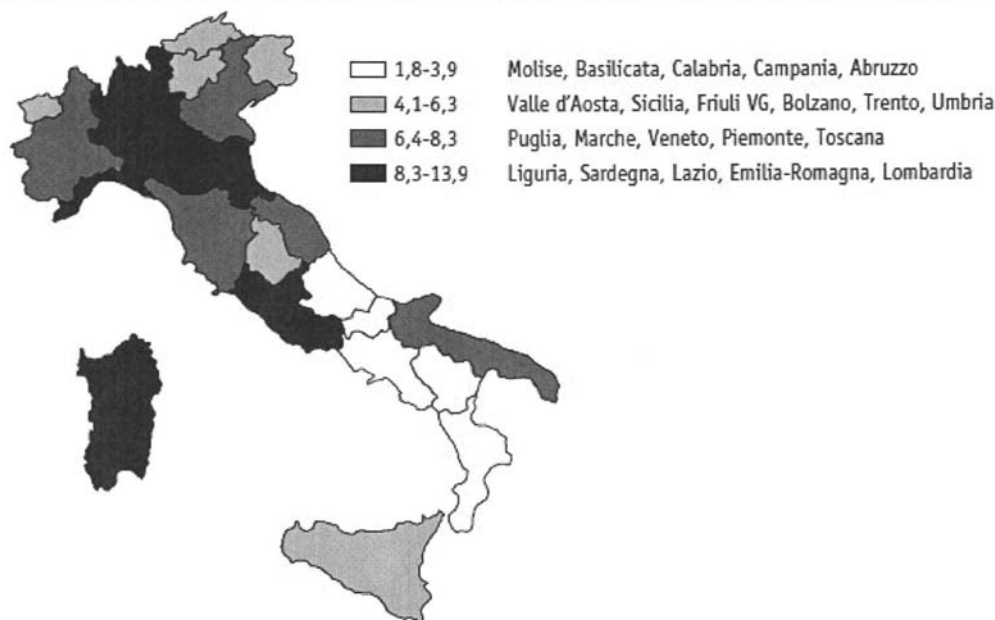 1,8-3,9 Molise, Basilicata, Calabria, Campania, Abruzzo
4,1-6,3 Valle d'Aosta, Sicilia, Friuli VG, Bolzano, Trento, Umbria
6,4-8,3 Puglia, Marche, Veneto, Piemonte, Toscana
8,3-13,9 Liguria, Sardegna, Lazio, Emilia-Romagna, Lombardia